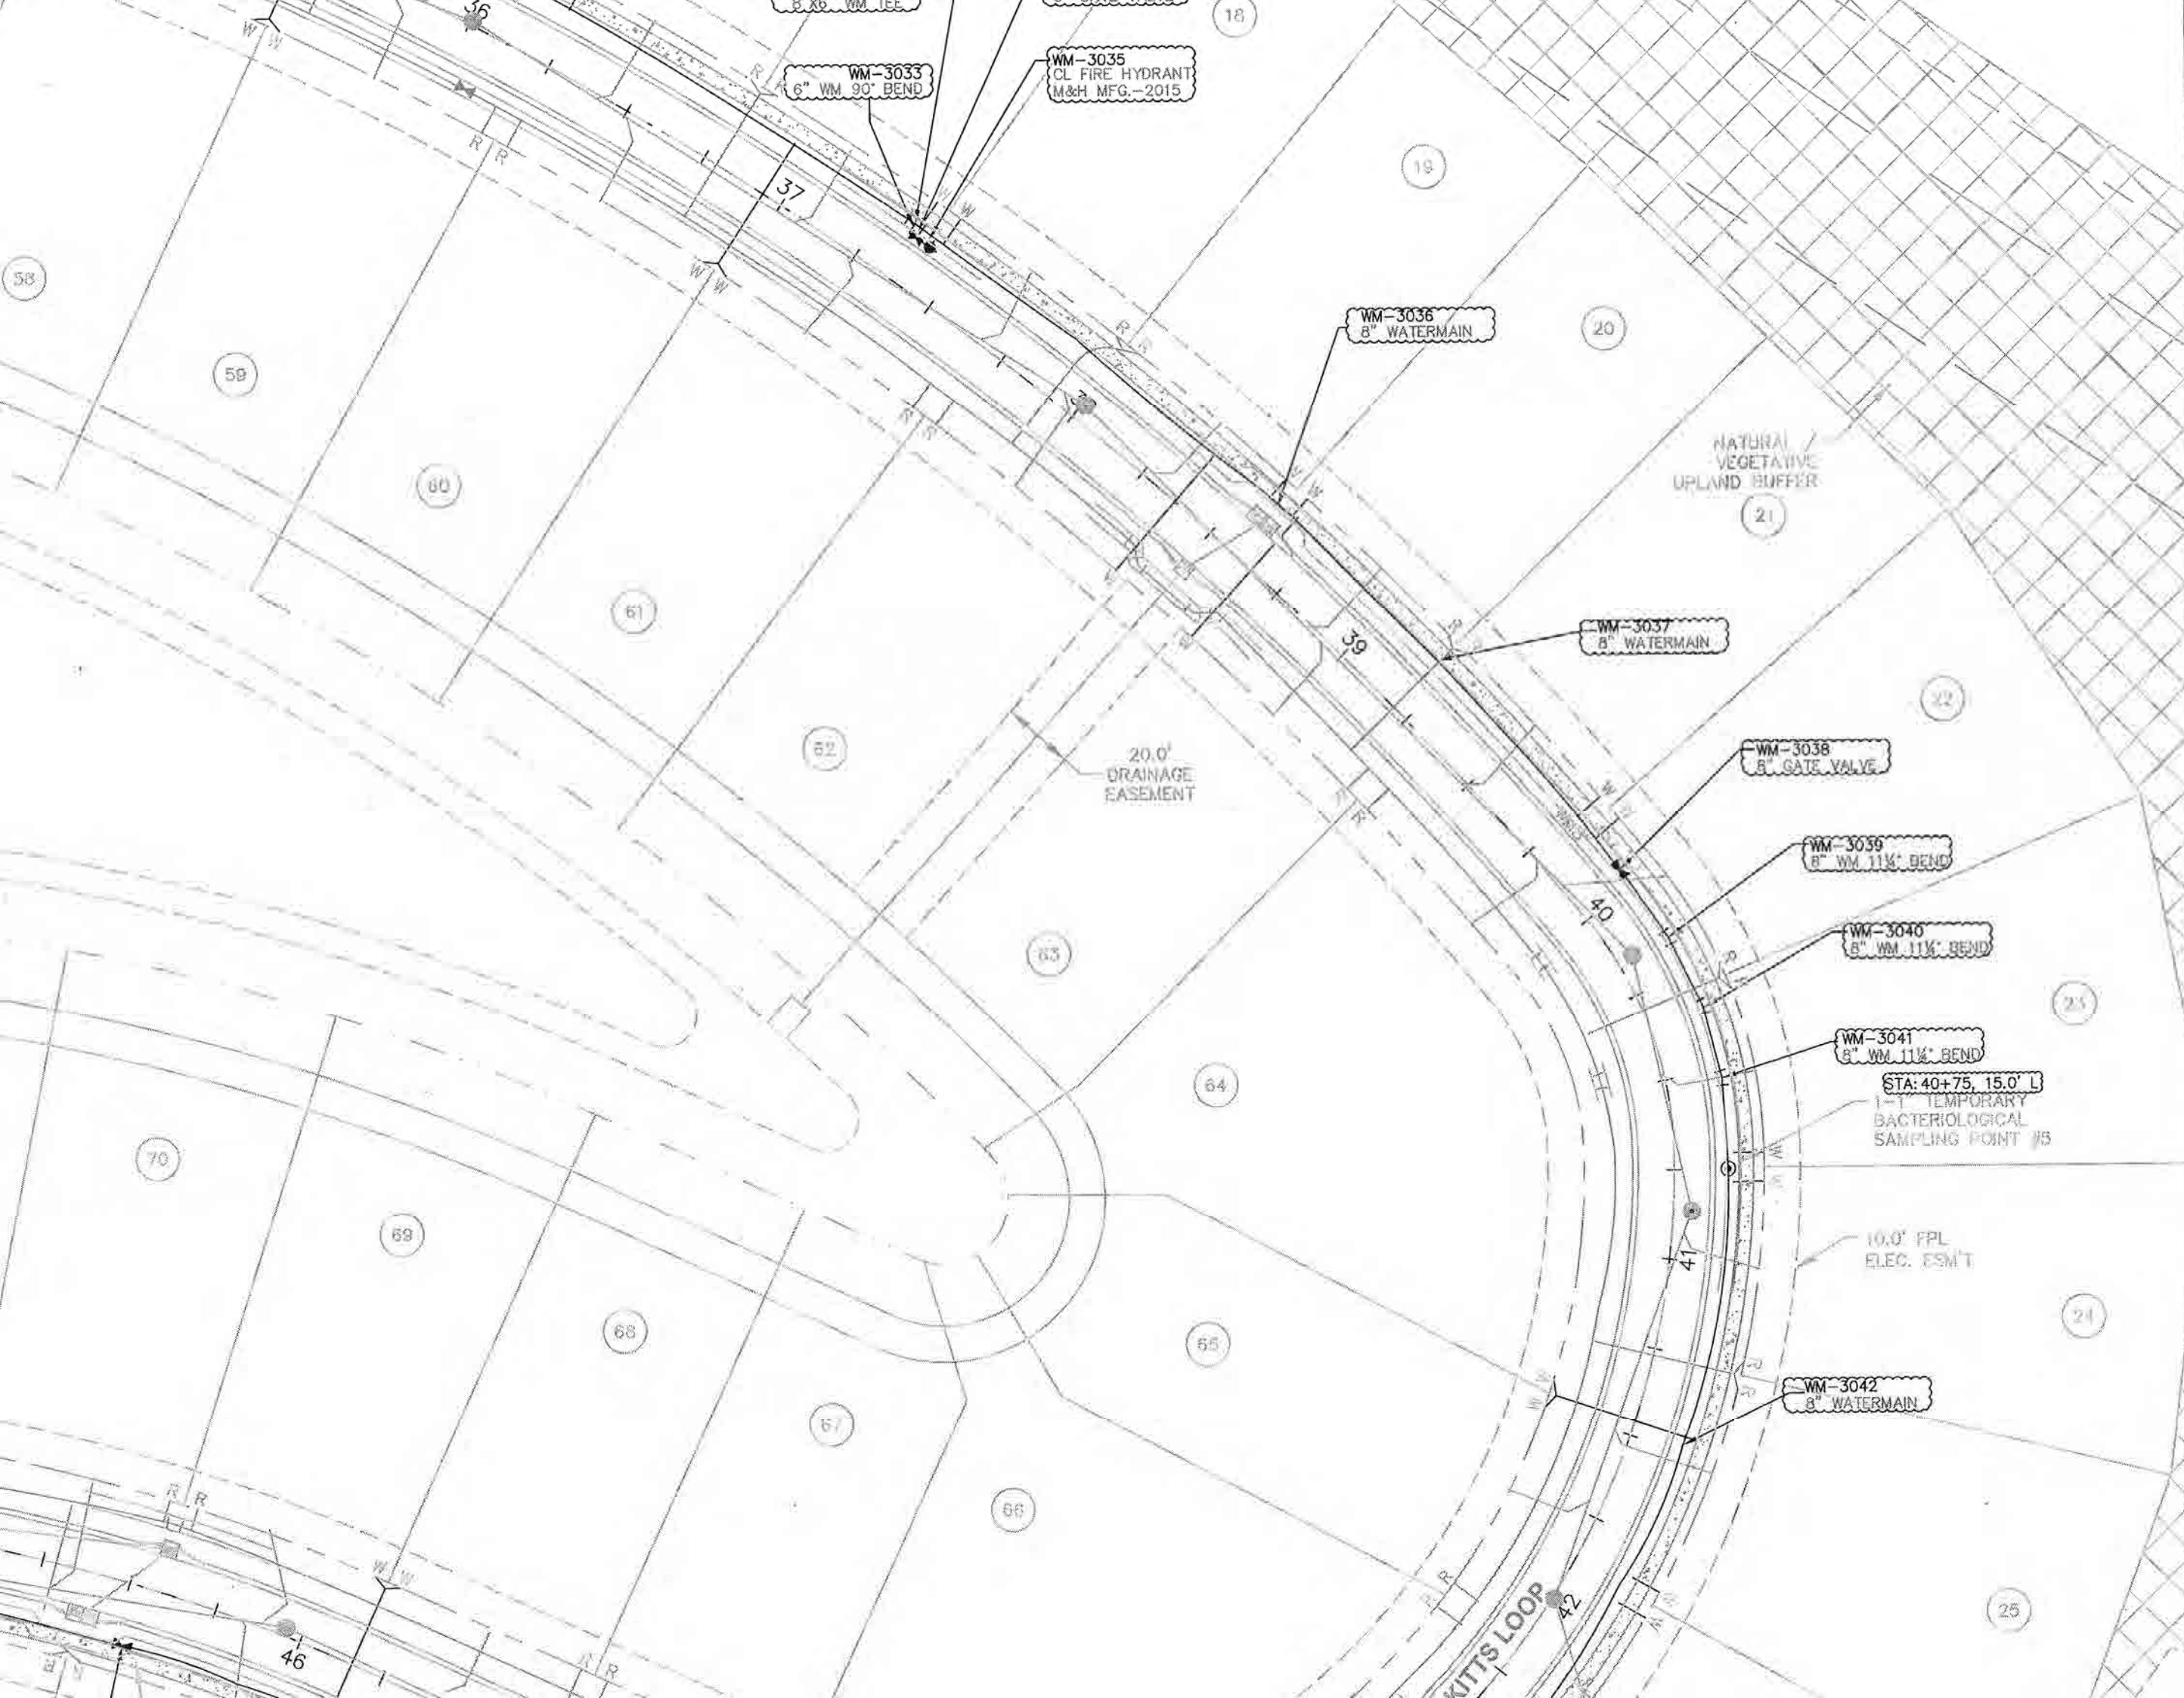 36
8"X6" WM TEE
18
WM-3033
6" WM 90° BEND
WM-3035
CL FIRE HYDRANT
M&H MFG.-2015
W W
R R
37
W W
19
58
59
WM-3036
8" WATERMAIN
20
R R
38
W W
NATURAL
VEGETATIVE
UPLAND BUFFER
21
60
61
39
WM-3037
8" WATERMAIN
22
62
20.0'
DRAINAGE
EASEMENT
R R
WM-3038
8" GATE VALVE
WM-3039
8" WM 11¼° BEND
40
WM-3040
8" WM 11¼° BEND
63
23
64
WM-3041
8" WM 11¼° BEND
STA: 40+75, 15.0' L
1-1" TEMPORARY
BACTERIOLOGICAL
SAMPLING POINT #5
70
69
68
41
10.0' FPL
ELEC. ESM'T
24
65
67
66
WM-3042
8" WATERMAIN
R R
W W
46
42
KITTS LOOP
25